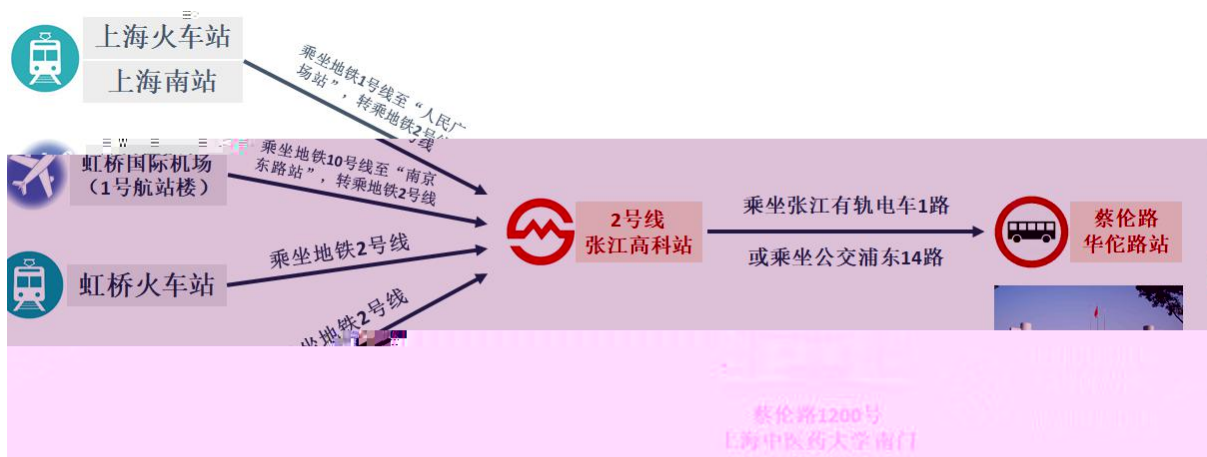 上海火车站
上海南站
乘坐地铁1号线至“人民广
场站”，转乘地铁2号线
虹桥国际机场
（1号航站楼）
乘坐地铁10号线至“南京
东路站”，转乘地铁2号线
虹桥火车站
乘坐地铁2号线
坐地铁2号线
2号线
张江高科站
乘坐张江有轨电车1路
或乘坐公交浦东14路
蔡伦路
华佗路站
蔡伦路1200号
上海中医药大学南门